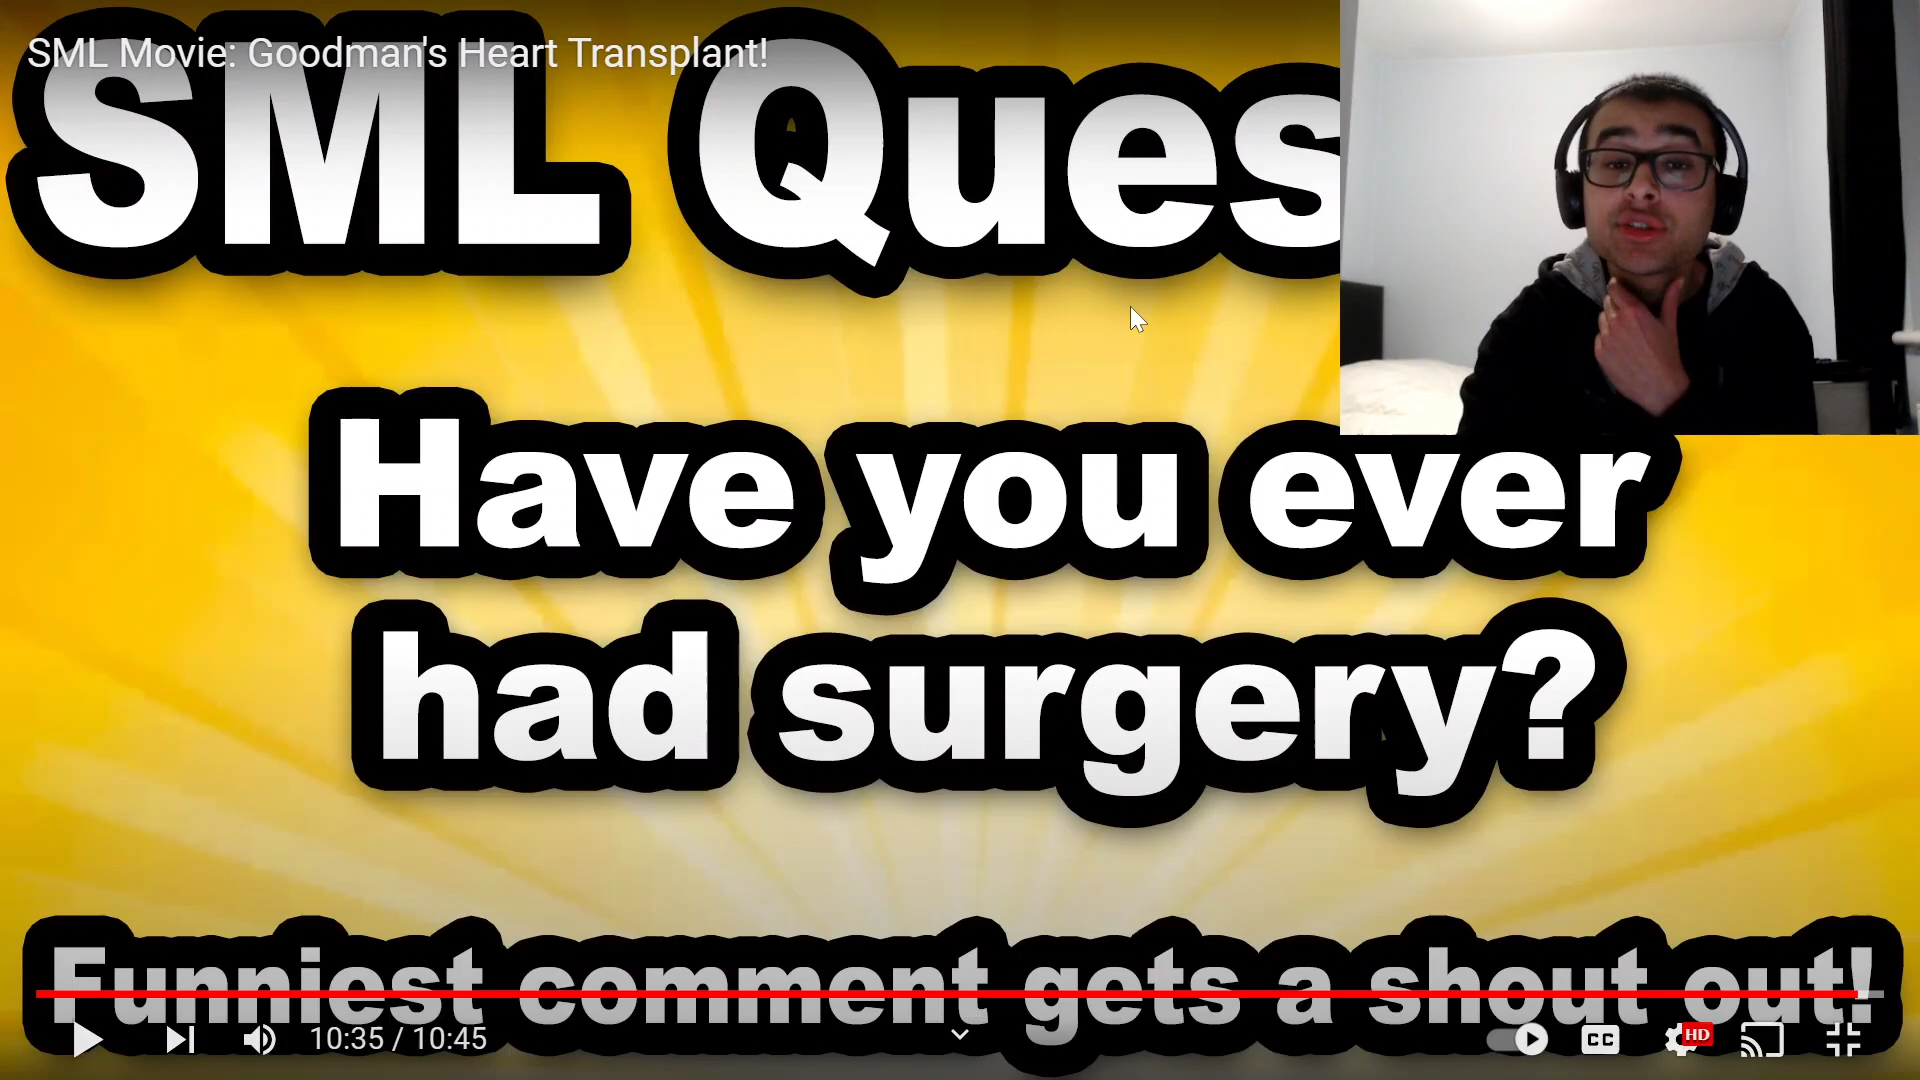 SML Movie: Goodman's Heart Transplant!
SML Ques
Have you ever
had surgery?
Funniest comment gets a shout out!
10:35 / 10:45
CC
HD